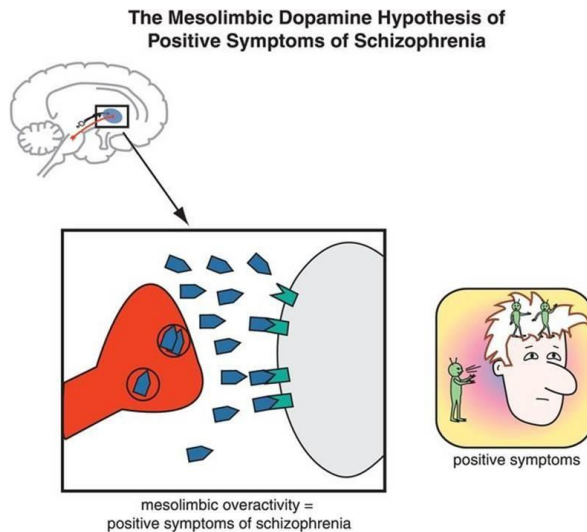 The Mesolimbic Dopamine Hypothesis of
Positive Symptoms of Schizophrenia
positive symptoms
mesolimbic overactivity =
positive symptoms of schizophrenia